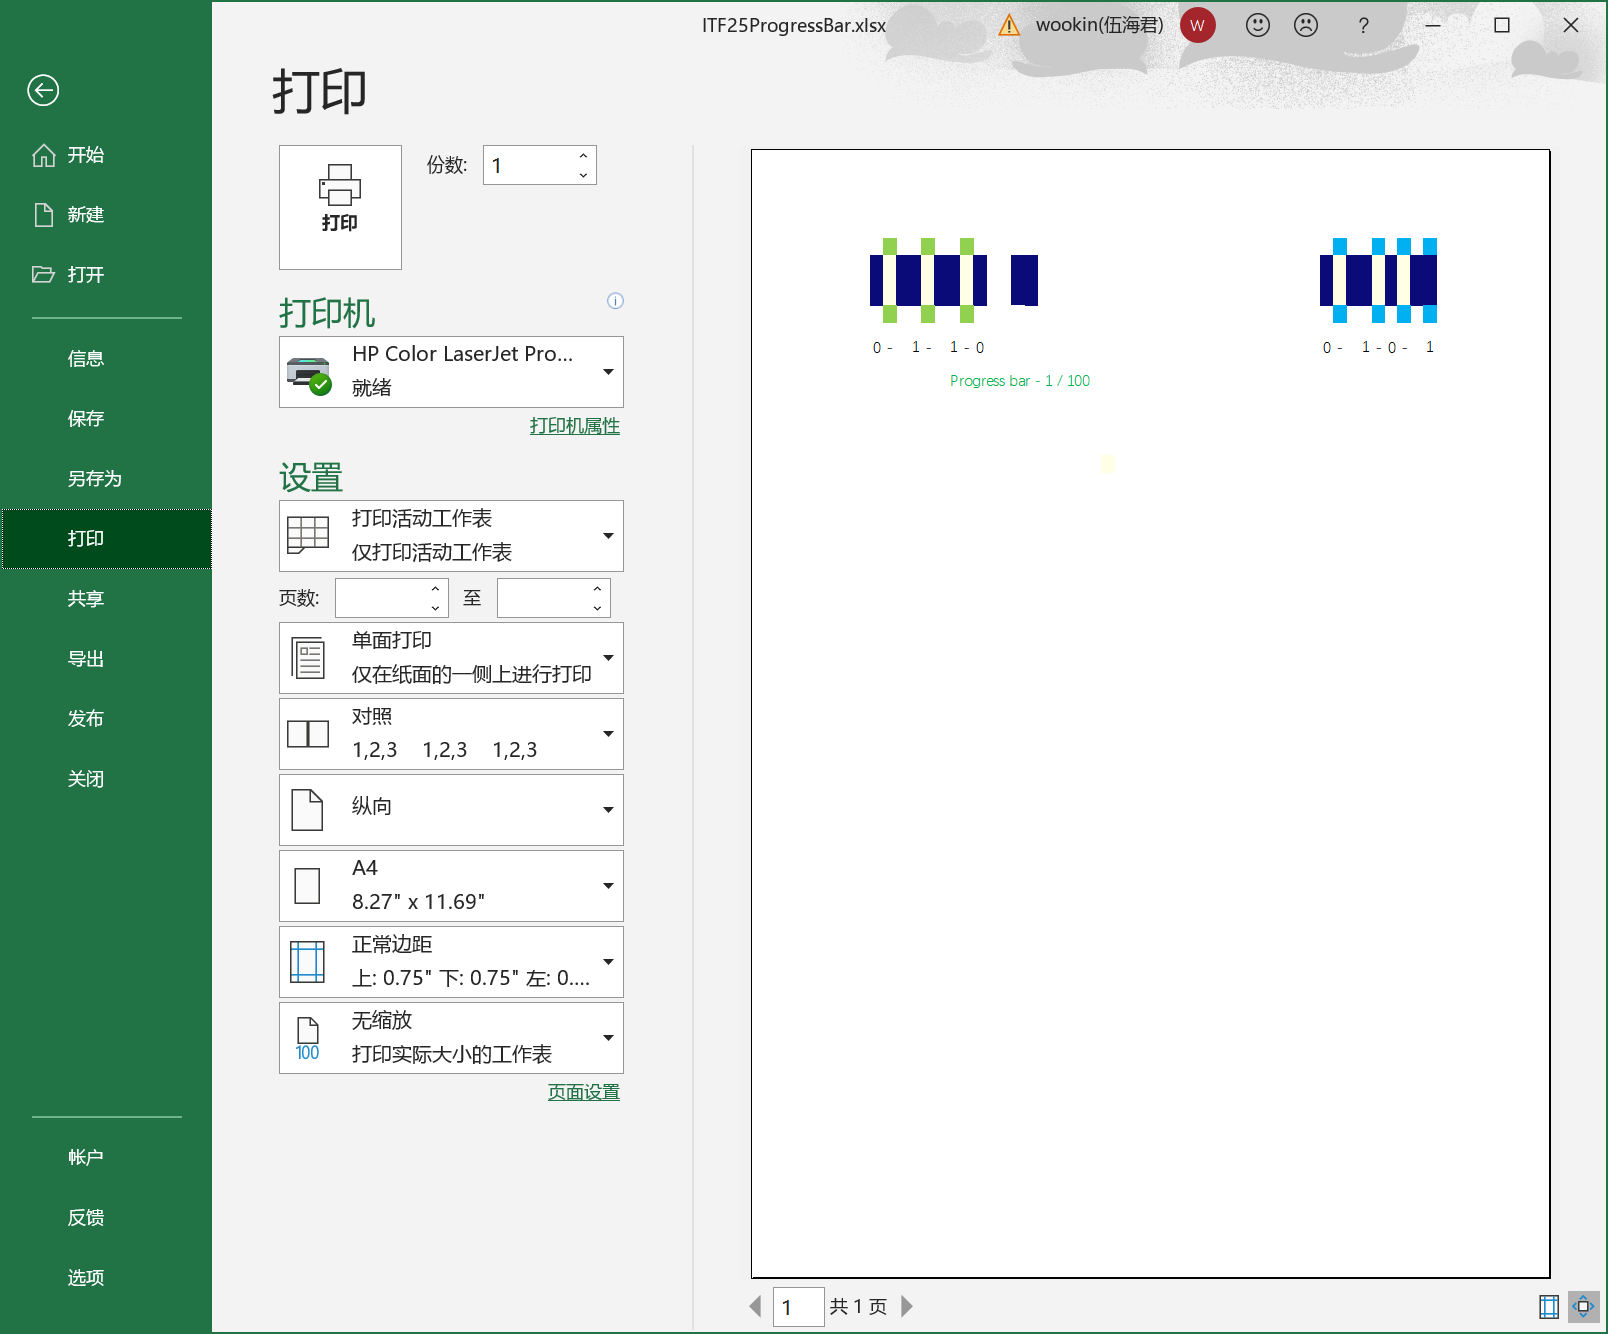 ITF25ProgressBar.xlsx
wookin(伍海君)
W
?
打印
开始
新建
打开
信息
保存
另存为
打印
共享
导出
发布
关闭
帐户
反馈
选项
打印
份数:
1
打印机
HP Color LaserJet Pro...
就绪
打印机属性
设置
打印活动工作表
仅打印活动工作表
页数:
至
单面打印
仅在纸面的一侧上进行打印
对照
1,2,3 1,2,3 1,2,3
纵向
A4
8.27" x 11.69"
正常边距
上: 0.75" 下: 0.75" 左: 0....
无缩放
100
打印实际大小的工作表
页面设置
0 - 1 - 1 - 0
0 - 1 - 0 - 1
Progress bar - 1 / 100
1
共 1 页